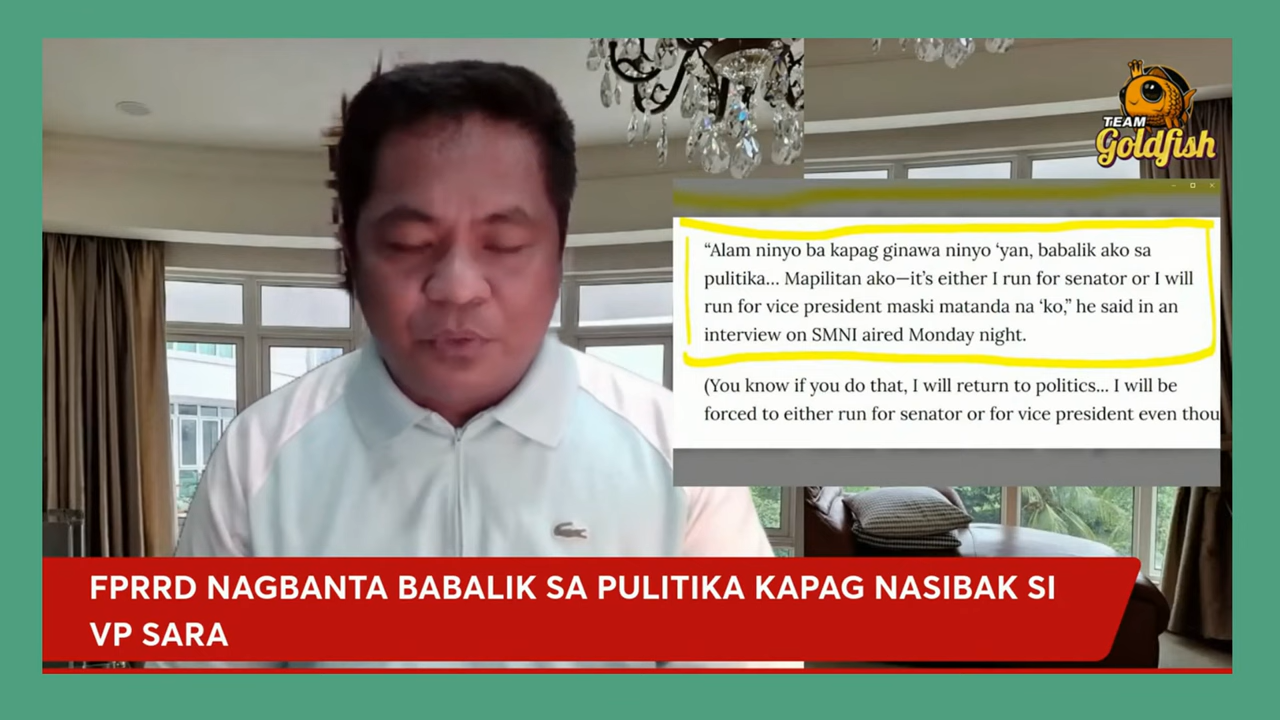 TEAM
Goldfish
“Alam ninyo ba kapag ginawa ninyo ‘yan, babalik ako sa
pulitika... Mapilitan ako—it’s either I run for senator or I will
run for vice president maski matanda na ‘ko,” he said in an
interview on SMNI aired Monday night.
(You know if you do that, I will return to politics... I will be
forced to either run for senator or for vice president even thou
FPRRD NAGBANTA BABALIK SA PULITIKA KAPAG NASIBAK SI
VP SARA